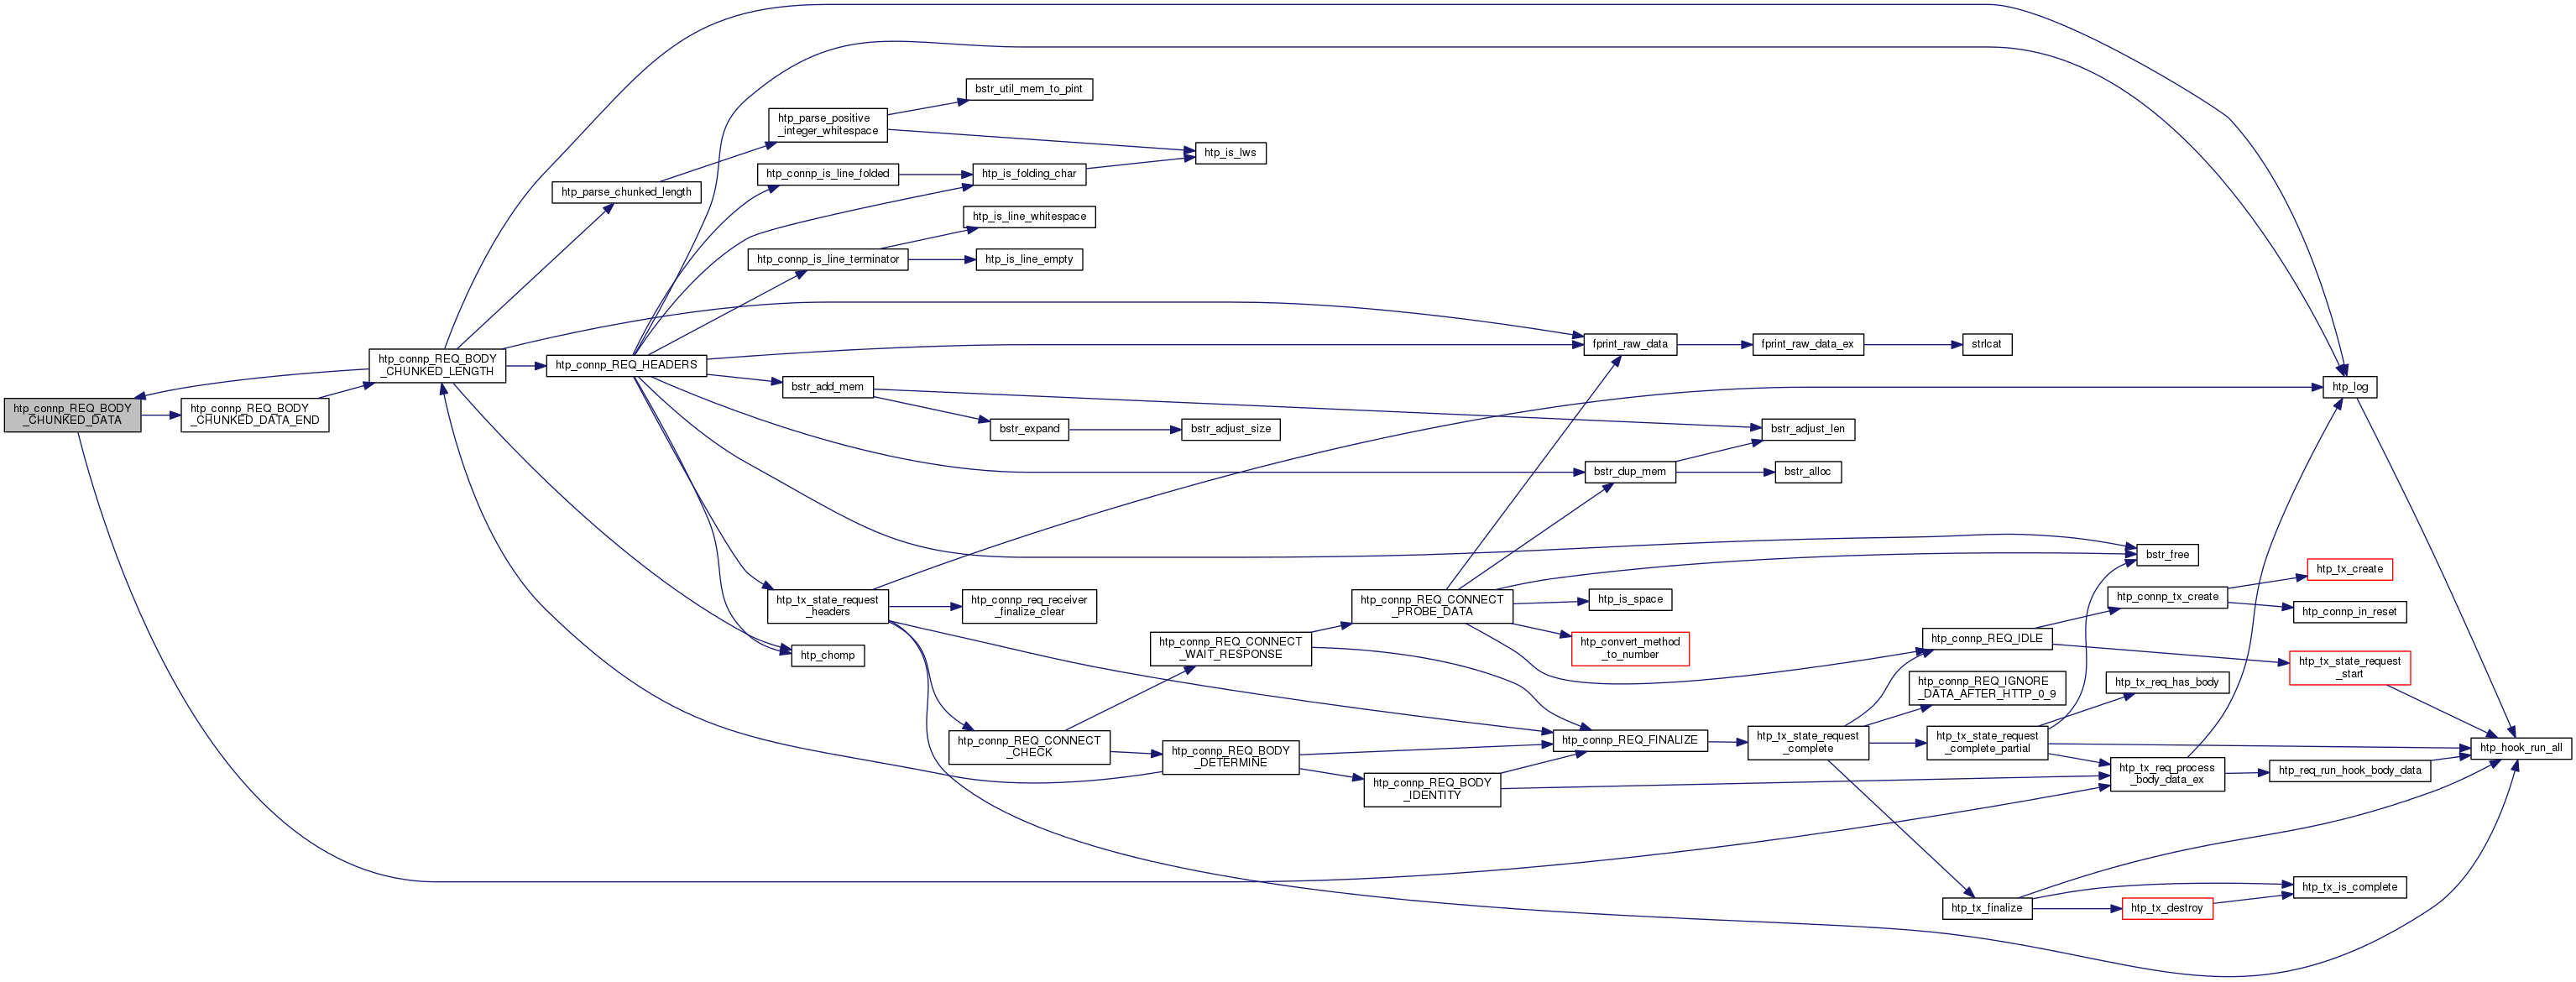 htp_connp_REQ_BODY
_CHUNKED_DATA
htp_connp_REQ_BODY
_CHUNKED_DATA_END
htp_connp_REQ_BODY
_CHUNKED_LENGTH
htp_parse_chunked_length
htp_connp_REQ_HEADERS
htp_parse_positive
_integer_whitespace
htp_connp_is_line_folded
htp_connp_is_line_terminator
bstr_add_mem
htp_tx_state_request
_headers
htp_chomp
bstr_util_mem_to_pint
htp_is_folding_char
htp_is_line_whitespace
htp_is_line_empty
bstr_expand
htp_connp_req_receiver
_finalize_clear
htp_connp_REQ_CONNECT
_CHECK
htp_is_lws
bstr_adjust_size
htp_connp_REQ_CONNECT
_WAIT_RESPONSE
htp_connp_REQ_BODY
_DETERMINE
htp_connp_REQ_CONNECT
_PROBE_DATA
htp_connp_REQ_BODY
_IDENTITY
fprint_raw_data
bstr_dup_mem
htp_is_space
htp_convert_method
_to_number
htp_connp_REQ_FINALIZE
fprint_raw_data_ex
bstr_adjust_len
bstr_alloc
htp_tx_state_request
_complete
strlcat
htp_connp_REQ_IDLE
htp_connp_REQ_IGNORE
_DATA_AFTER_HTTP_0_9
htp_tx_state_request
_complete_partial
htp_tx_finalize
bstr_free
htp_connp_tx_create
htp_tx_req_has_body
htp_tx_req_process
_body_data_ex
htp_tx_destroy
htp_log
htp_tx_create
htp_connp_in_reset
htp_tx_state_request
_start
htp_req_run_hook_body_data
htp_tx_is_complete
htp_hook_run_all